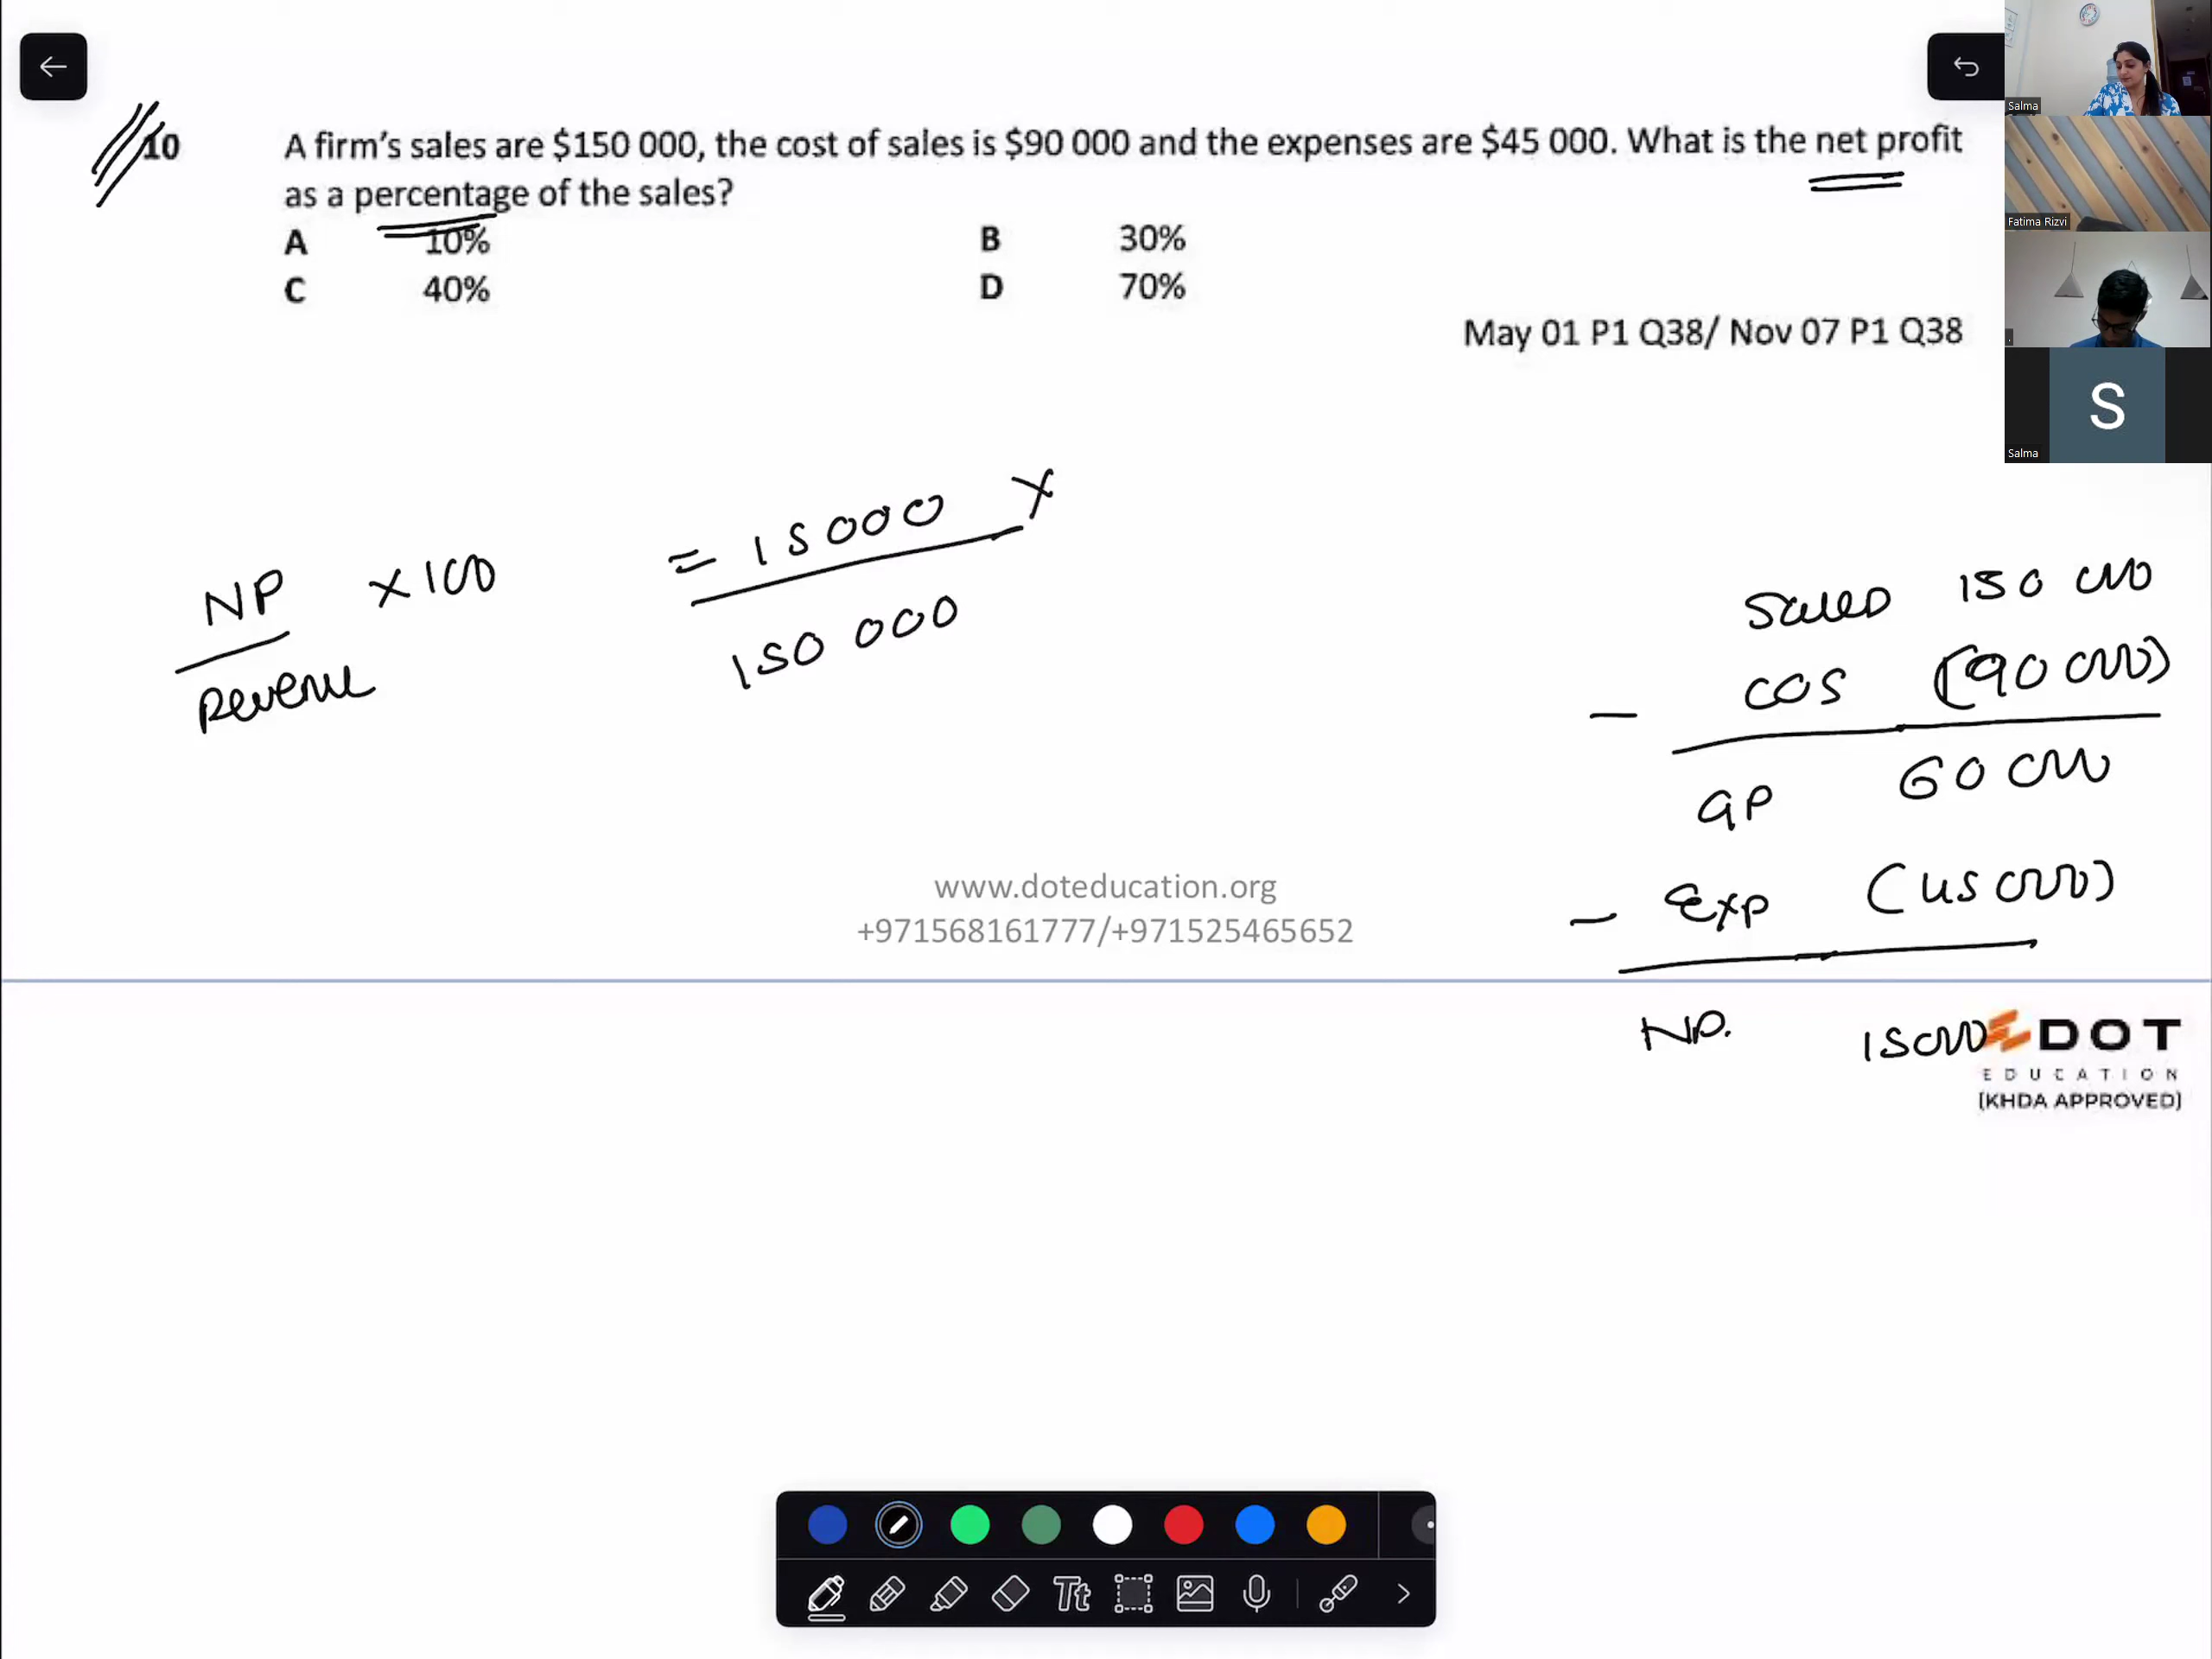 10 A firm's sales are $150 000, the cost of sales is $90 000 and the expenses are $45 000. What is the net profit
as a percentage of the sales?
A 10% B 30%
C 40% D 70%
May 01 P1 Q38/ Nov 07 P1 Q38
NP × 100
Revenue
= 15000 ×
150 000
Sales 150 000
COS (90 000)
GP 60 000
- Exp (45 000)
NP. 15000
www.doteducation.org
+971568161777/+971525465652
DOT
EDUCATION
(KHDA APPROVED)
Salma
Fatima Rizvi
S
Salma
Tt